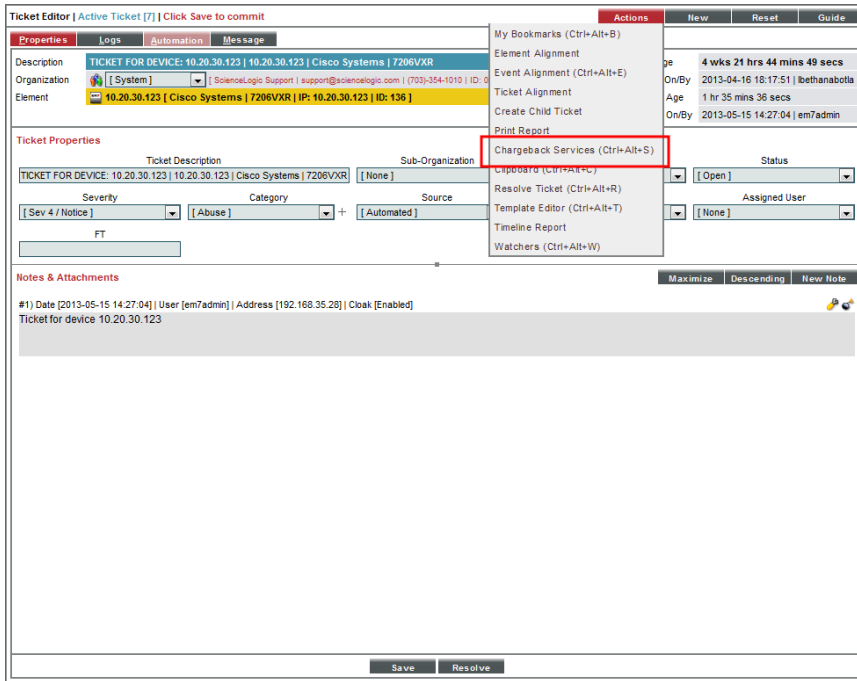 Ticket Editor | Active Ticket [7] | Click Save to commit
Actions New Reset Guide
Properties Logs Automation Message
My Bookmarks (Ctrl+Alt+B)
Element Alignment
Event Alignment (Ctrl+Alt+E)
Ticket Alignment
Create Child Ticket
Print Report
Chargeback Services (Ctrl+Alt+S)
Clipboard (Ctrl+Alt+C)
Resolve Ticket (Ctrl+Alt+R)
Template Editor (Ctrl+Alt+T)
Timeline Report
Watchers (Ctrl+Alt+W)
Description TICKET FOR DEVICE: 10.20.30.123 | 10.20.30.123 | Cisco Systems | 7206VXR
4 wks 21 hrs 44 mins 49 secs
Organization [ System ] [ ScienceLogic Support | support@sciencelogic.com | (703)-354-1010 | ID: 0
On/By 2013-04-16 18:17:51 | lbethanabotla
Element 10.20.30.123 [ Cisco Systems | 7206VXR | IP: 10.20.30.123 | ID: 136 ]
Age 1 hr 35 mins 36 secs
On/By 2013-05-15 14:27:04 | em7admin
Ticket Properties
Ticket Description Sub-Organization Status
TICKET FOR DEVICE: 10.20.30.123 | 10.20.30.123 | Cisco Systems | 7206VXR [ None ] [ Open ]
Severity Category Source Assigned User
[ Sev 4 / Notice ] [ Abuse ] + [ Automated ] [ None ]
FT
Notes & Attachments
Maximize Descending New Note
#1) Date [2013-05-15 14:27:04] | User [em7admin] | Address [192.168.35.28] | Cloak [Enabled]
Ticket for device 10.20.30.123
Save Resolve